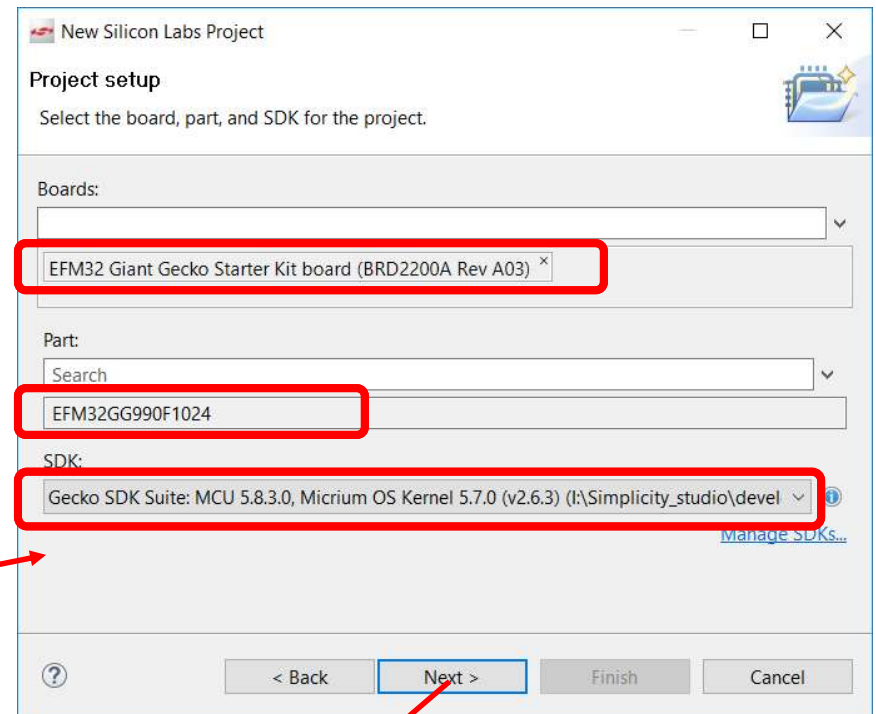 New Silicon Labs Project
Project setup
Select the board, part, and SDK for the project.
Boards:
EFM32 Giant Gecko Starter Kit board (BRD2200A Rev A03) ×
Part:
Search
EFM32GG990F1024
SDK:
Gecko SDK Suite: MCU 5.8.3.0, Micrium OS Kernel 5.7.0 (v2.6.3) (I:\Simplicity_studio\devel
Manage SDKs...
? < Back Next > Finish Cancel